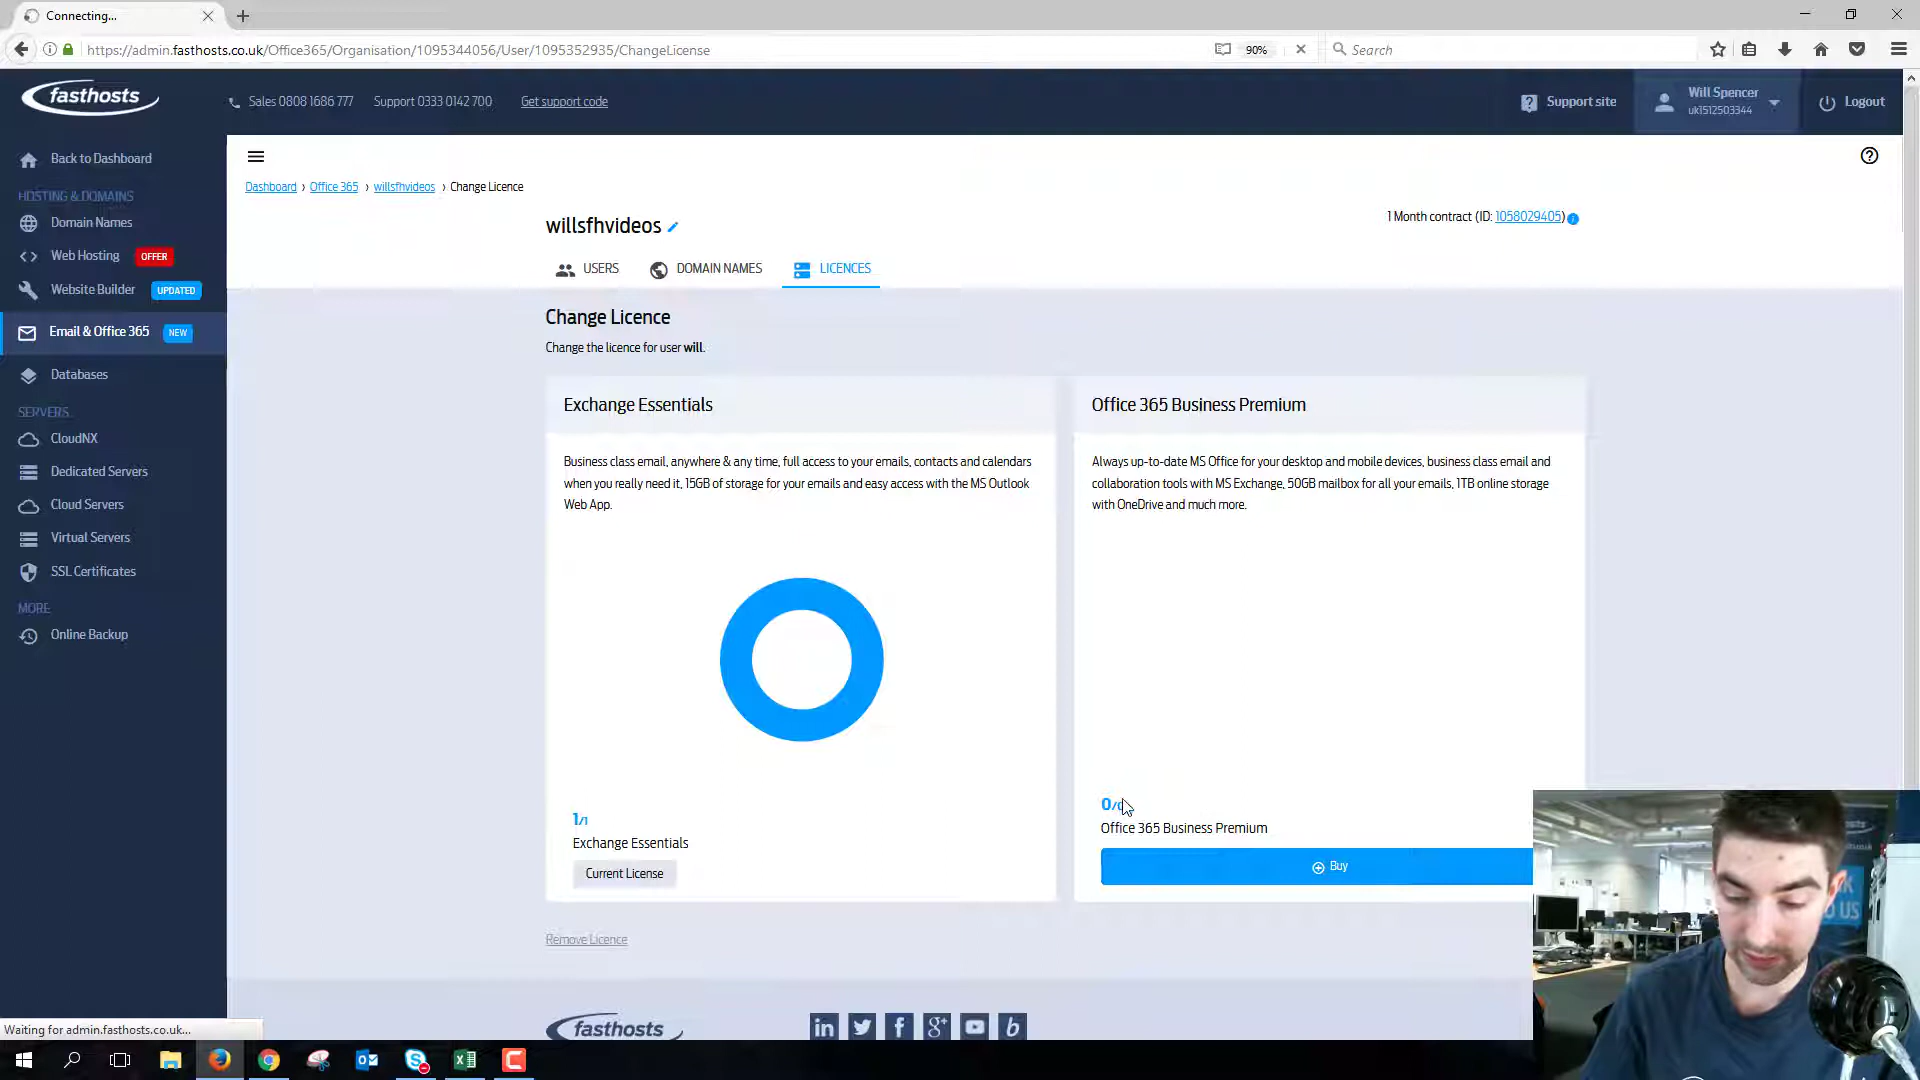 Connecting...
https://admin.fasthosts.co.uk/Office365/Organisation/1095344056/User/1095352935/ChangeLicense
90%
Search
fasthosts
Sales 0808 1686 777
Support 0333 0142 700
Get support code
Support site
Will Spencer
uk1512503344
Logout
Back to Dashboard
HOSTING & DOMAINS
Domain Names
Web Hosting OFFER
Website Builder UPDATED
Email & Office 365 NEW
Databases
SERVERS
CloudNX
Dedicated Servers
Cloud Servers
Virtual Servers
SSL Certificates
MORE
Online Backup
Dashboard › Office 365 › willsfhvideos › Change Licence
willsfhvideos
1 Month contract (ID: 1058029405)
USERS
DOMAIN NAMES
LICENCES
Change Licence
Change the licence for user will.
Exchange Essentials
Business class email, anywhere & any time, full access to your emails, contacts and calendars
when you really need it, 15GB of storage for your emails and easy access with the MS Outlook
Web App.
1/1
Exchange Essentials
Current License
Office 365 Business Premium
Always up-to-date MS Office for your desktop and mobile devices, business class email and
collaboration tools with MS Exchange, 50GB mailbox for all your emails, 1TB online storage
with OneDrive and much more.
0/
Office 365 Business Premium
Buy
Remove Licence
fasthosts
Waiting for admin.fasthosts.co.uk...